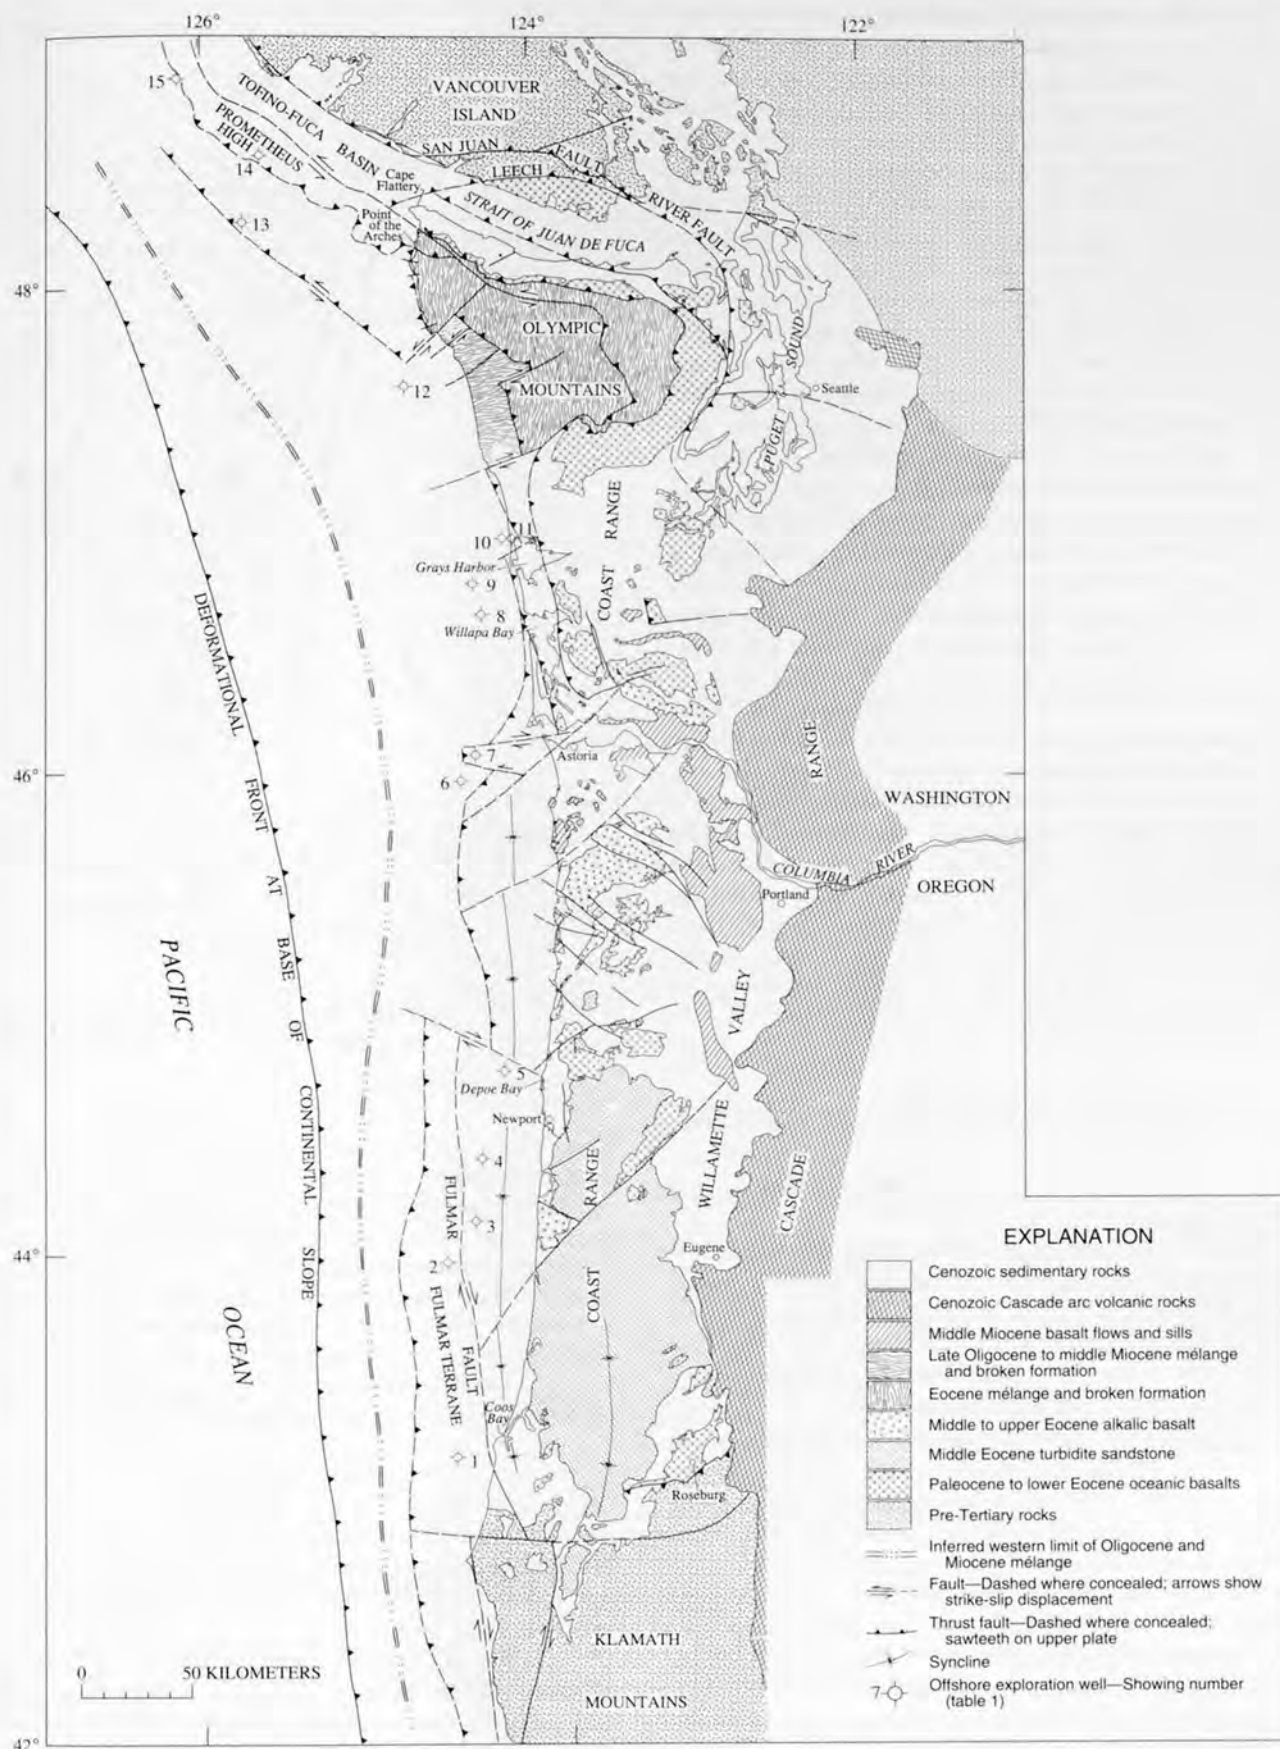 126°
124°
122°
15
TOFINO-FUCA
BASIN
PROMETHEUS
HIGH
14
13
VANCOUVER
ISLAND
SAN JUAN
FAULT
LEECH
RIVER FAULT
Cape
Flattery
STRAIT OF JUAN DE FUCA
Point
of the
Arches
48°
OLYMPIC
MOUNTAINS
12
PUGET
SOUND
Seattle
COAST
RANGE
10
11
Grays Harbor
9
8
Willapa Bay
DEFORMATIONAL
FRONT
AT
BASE
OF
CONTINENTAL
SLOPE
46°
7
6
Astoria
RANGE
WASHINGTON
COLUMBIA
RIVER
OREGON
Portland
PACIFIC
OCEAN
VALLEY
WILLAMETTE
5
Depoe Bay
Newport
4
3
2
FULMAR
FAULT
FULMAR TERRANE
RANGE
COAST
CASCADE
44°
Eugene
Coos
Bay
1
Roseburg
KLAMATH
MOUNTAINS
0
50 KILOMETERS
42°
EXPLANATION
Cenozoic sedimentary rocks
Cenozoic Cascade arc volcanic rocks
Middle Miocene basalt flows and sills
Late Oligocene to middle Miocene mélange
and broken formation
Eocene mélange and broken formation
Middle to upper Eocene alkalic basalt
Middle Eocene turbidite sandstone
Paleocene to lower Eocene oceanic basalts
Pre-Tertiary rocks
Inferred western limit of Oligocene and
Miocene mélange
Fault—Dashed where concealed; arrows show
strike-slip displacement
Thrust fault—Dashed where concealed;
sawteeth on upper plate
Syncline
7 Offshore exploration well—Showing number
(table 1)